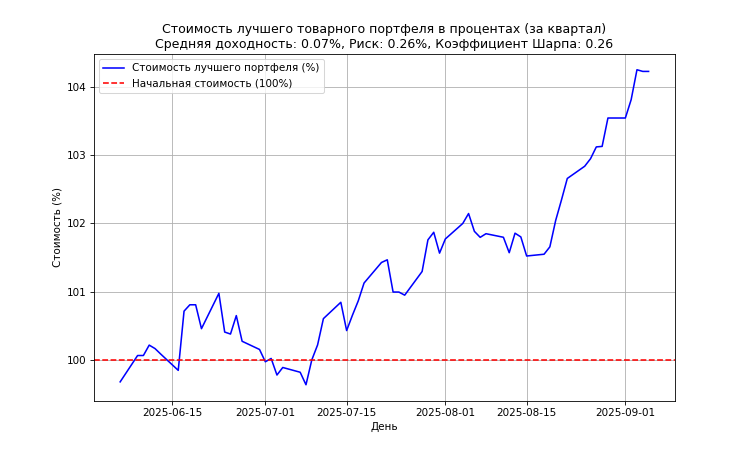 Стоимость лучшего товарного портфеля в процентах (за квартал)
Средняя доходность: 0.07%, Риск: 0.26%, Коэффициент Шарпа: 0.26
Стоимость лучшего портфеля (%)
Начальная стоимость (100%)
Стоимость (%)
104
103
102
101
100
2025-06-15
2025-07-01
2025-07-15
2025-08-01
2025-08-15
2025-09-01
День